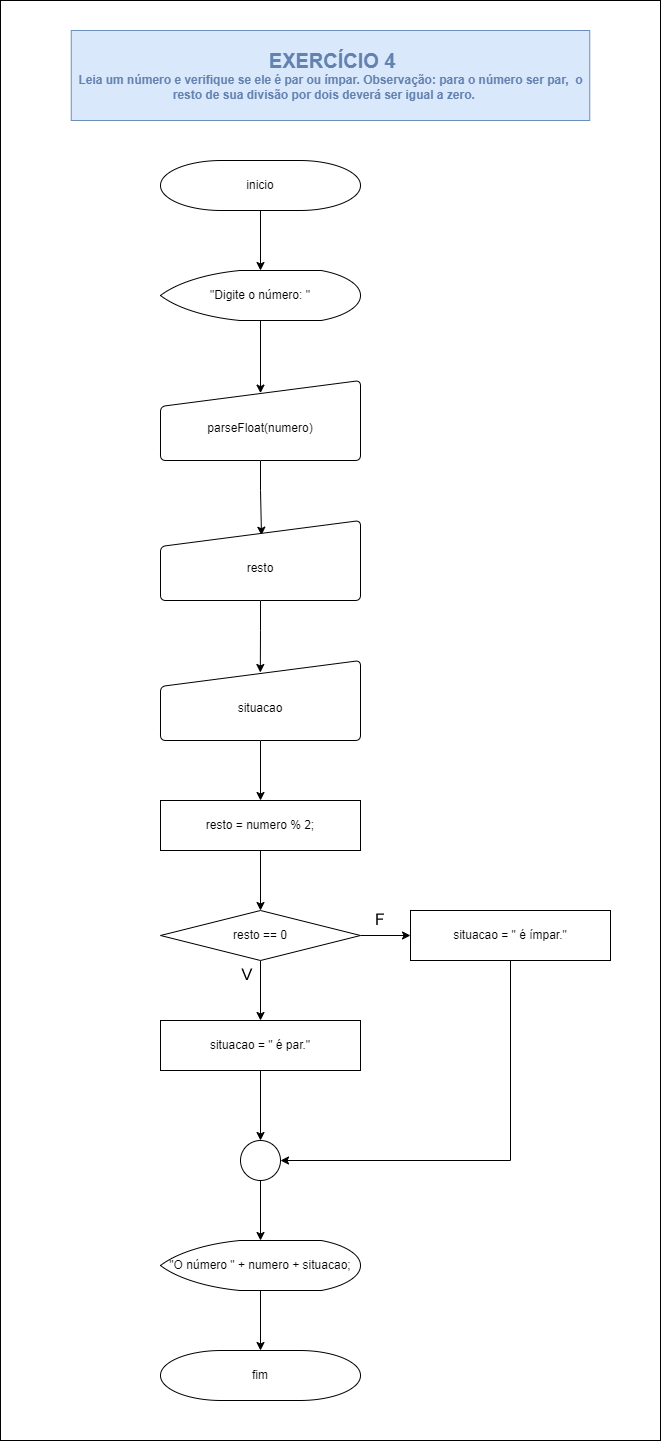 EXERCÍCIO 4
Leia um número e verifique se ele é par ou ímpar. Observação: para o número ser par,  o
resto de sua divisão por dois deverá ser igual a zero.
inicio
"Digite o número: "
parseFloat(numero)
resto
situacao
resto = numero % 2;
resto == 0
F
situacao = " é ímpar."
V
situacao = " é par."
"O número " + numero + situacao;
fim